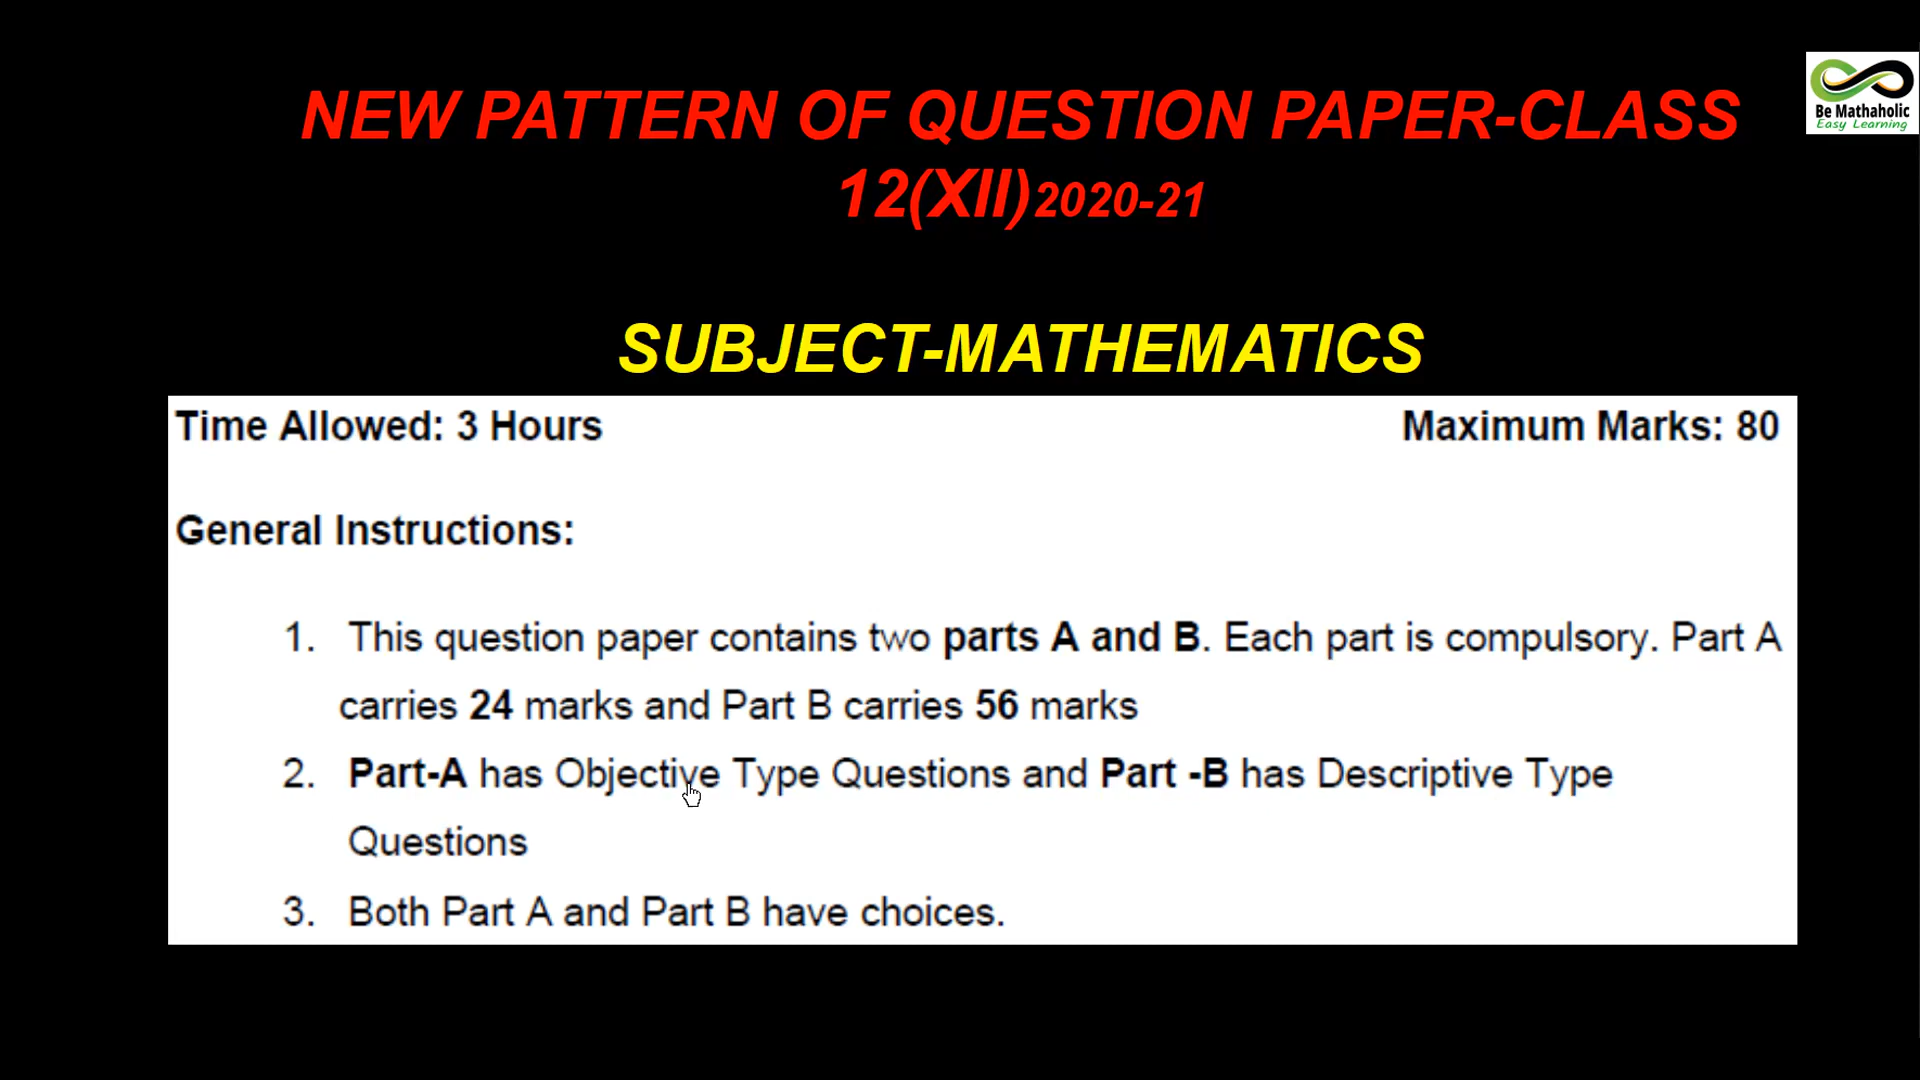 NEW PATTERN OF QUESTION PAPER-CLASS
12(XII)2020-21
Be Mathaholic
Easy Learning
SUBJECT-MATHEMATICS
Time Allowed: 3 Hours Maximum Marks: 80
General Instructions:
1. This question paper contains two parts A and B. Each part is compulsory. Part A
carries 24 marks and Part B carries 56 marks
2. Part-A has Objective Type Questions and Part -B has Descriptive Type
Questions
3. Both Part A and Part B have choices.